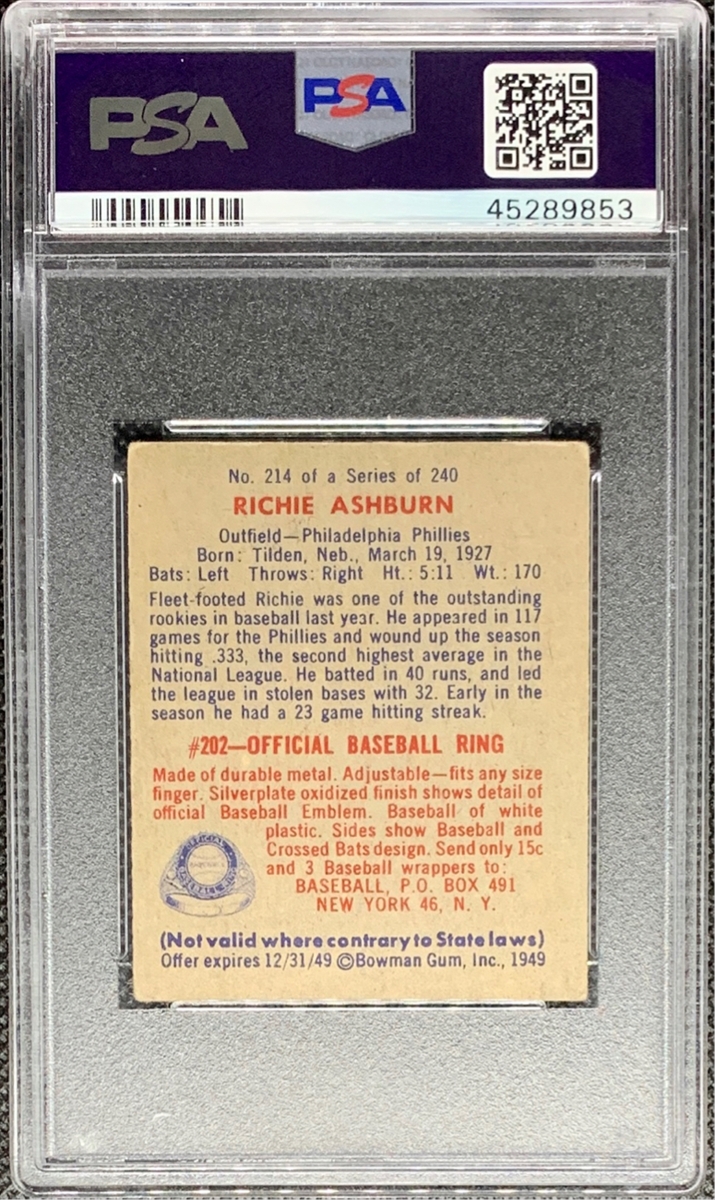 PSA
PSA
45289853
No. 214 of a Series of 240
RICHIE ASHBURN
Outfield—Philadelphia Phillies
Born: Tilden, Neb., March 19, 1927
Bats: Left Throws: Right Ht.: 5:11 Wt.: 170
Fleet-footed Richie was one of the outstanding
rookies in baseball last year. He appeared in 117
games for the Phillies and wound up the season
hitting .333, the second highest average in the
National League. He batted in 40 runs, and led
the league in stolen bases with 32. Early in the
season he had a 23 game hitting streak.
#202—OFFICIAL BASEBALL RING
Made of durable metal. Adjustable—fits any size
finger. Silverplate oxidized finish shows detail of
official Baseball Emblem. Baseball of white
plastic. Sides show Baseball and
Crossed Bats design. Send only 15c
and 3 Baseball wrappers to:
BASEBALL, P.O. BOX 491
NEW YORK 46, N. Y.
OFFICIAL
BASEBALL RING
(Not valid where contrary to State laws)
Offer expires 12/31/49 ©Bowman Gum, Inc., 1949